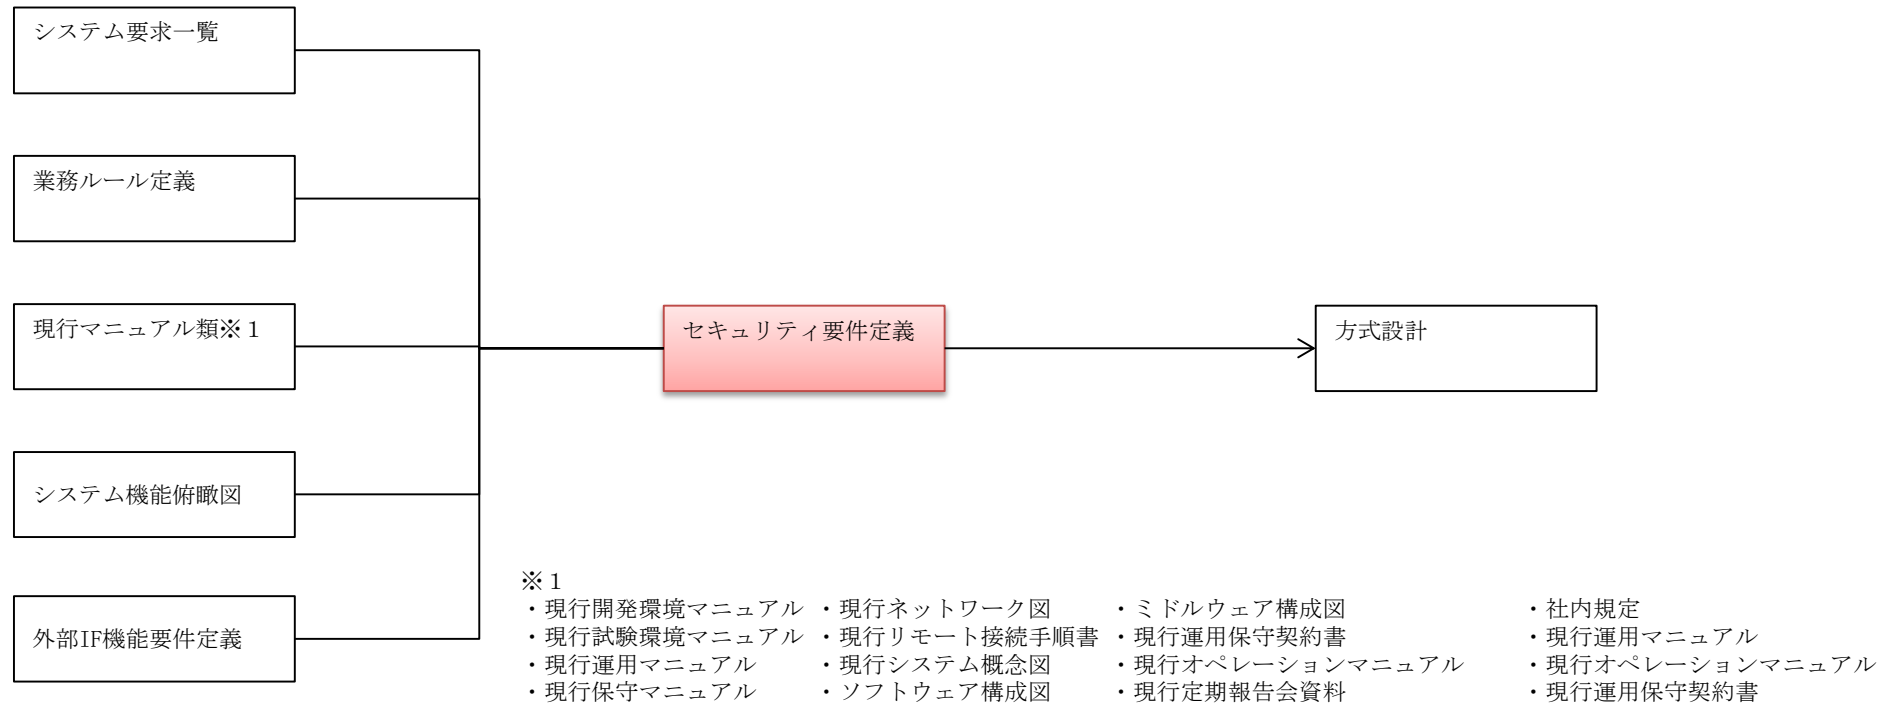 システム要求一覧
業務ルール定義
現行マニュアル類※１
セキュリティ要件定義
方式設計
システム機能俯瞰図
外部IF機能要件定義
※１
・現行開発環境マニュアル ・現行ネットワーク図 ・ミドルウェア構成図 ・社内規定
・現行試験環境マニュアル ・現行リモート接続手順書 ・現行運用保守契約書 ・現行運用マニュアル
・現行運用マニュアル ・現行システム概念図 ・現行オペレーションマニュアル ・現行オペレーションマニュアル
・現行保守マニュアル ・ソフトウェア構成図 ・現行定期報告会資料 ・現行運用保守契約書